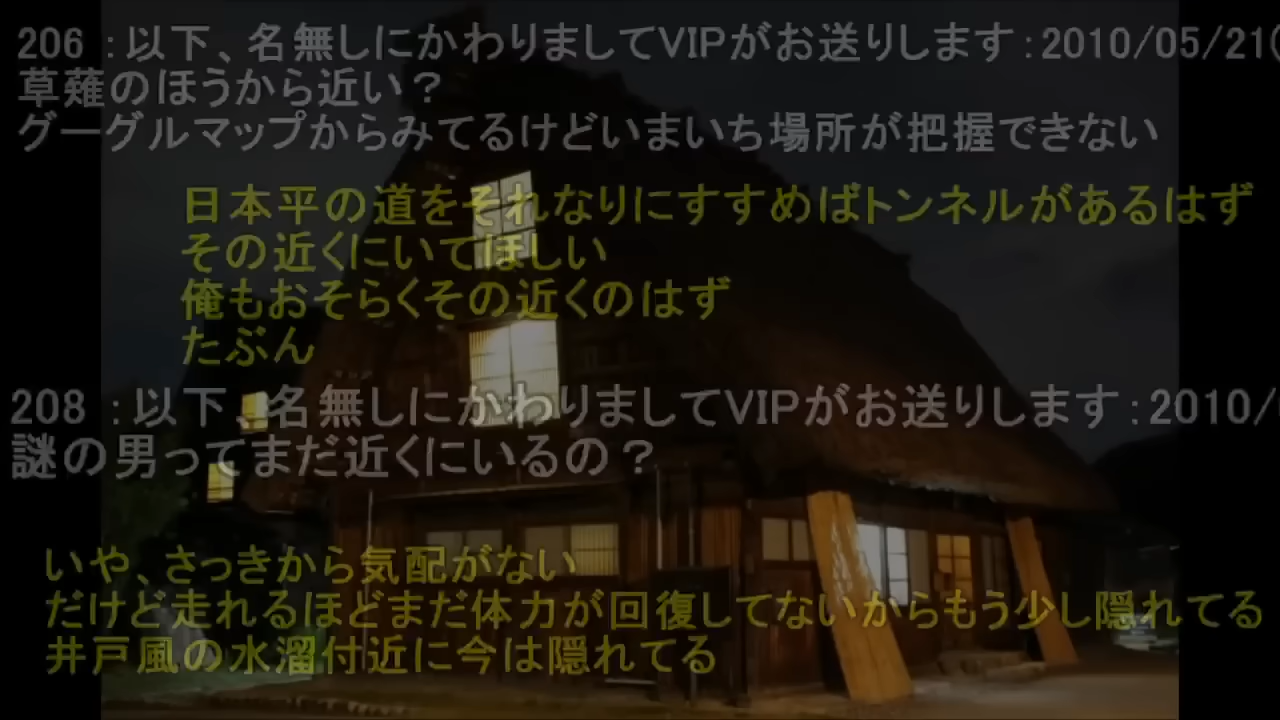 206 :以下、名無しにかわりましてVIPがお送りします:2010/05/21(
草薙のほうから近い?
グーグルマップからみてるけどいまいち場所が把握できない
日本平の道をそれなりにすすめばトンネルがあるはず
その近くにいてほしい
俺もおそらくその近くのはず
たぶん
208 :以下、名無しにかわりましてVIPがお送りします:2010/
謎の男ってまだ近くにいるの?
いや、さっきから気配がない
だけど走れるほどまだ体力が回復してないからもう少し隠れてる
井戸風の水溜付近に今は隠れてる